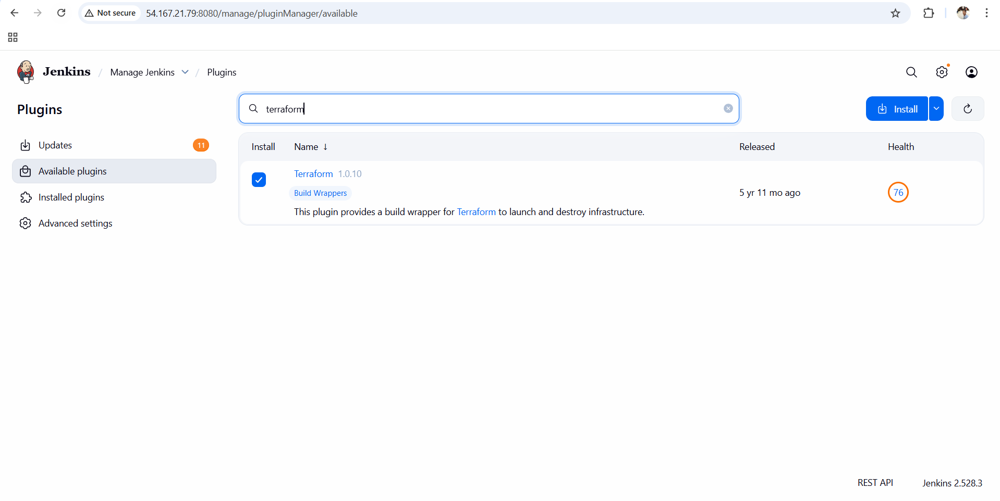 Not secure 54.167.21.79:8080/manage/pluginManager/available
Jenkins / Manage Jenkins / Plugins
Plugins
terraform
Install
Updates 11
Available plugins
Installed plugins
Advanced settings
Install Name ↓ Released Health
Terraform 1.0.10
Build Wrappers
This plugin provides a build wrapper for Terraform to launch and destroy infrastructure.
5 yr 11 mo ago
76
REST API Jenkins 2.528.3